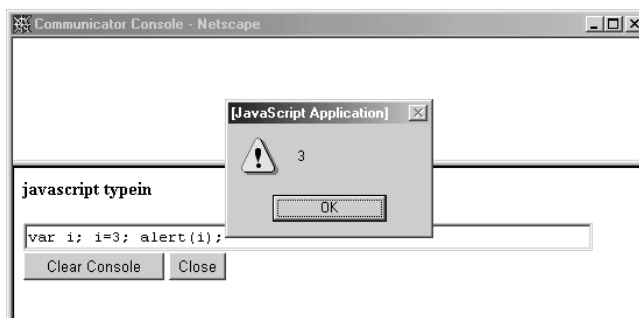 Communicator Console - Netscape
[JavaScript Application]
3
OK
javascript typein
var i; i=3; alert(i);
Clear Console
Close